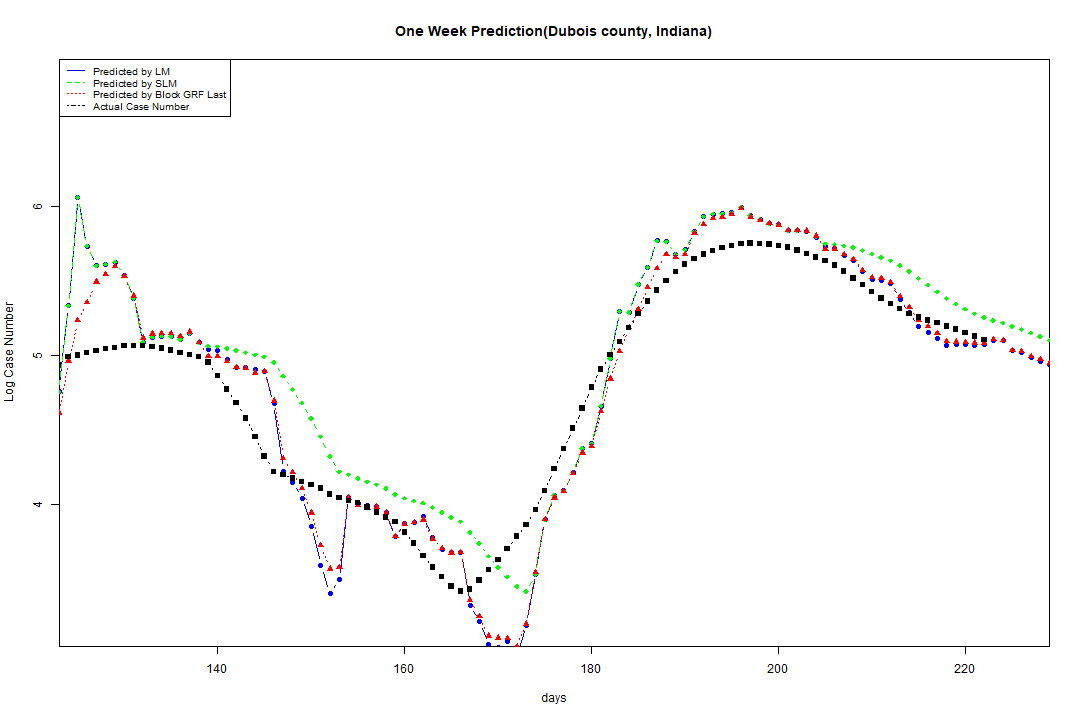 One Week Prediction(Dubois county, Indiana)
Predicted by LM
Predicted by SLM
Predicted by Block GRF Last
Actual Case Number
Log Case Number
6
5
4
140 160 180 200 220
days